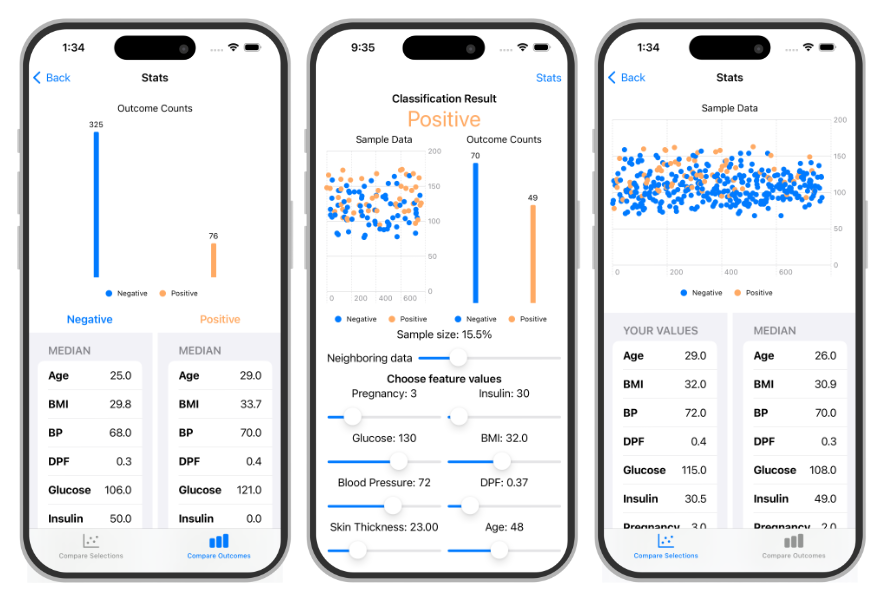 1:34
Back
Stats
Outcome Counts
325
76
Negative
Positive
Negative
Positive
MEDIAN
Age 25.0
BMI 29.8
BP 68.0
DPF 0.3
Glucose 106.0
Insulin 50.0
MEDIAN
Age 29.0
BMI 33.7
BP 70.0
DPF 0.4
Glucose 121.0
Insulin 0.0
Compare Selections
Compare Outcomes
9:35
Stats
Classification Result
Positive
Sample Data
200
150
100
50
0
0 200 400 600
Negative
Positive
Outcome Counts
70
49
Negative
Positive
Sample size: 15.5%
Neighboring data
Choose feature values
Pregnancy: 3
Insulin: 30
Glucose: 130
BMI: 32.0
Blood Pressure: 72
DPF: 0.37
Skin Thickness: 23.00
Age: 48
1:34
Back
Stats
Sample Data
200
150
100
50
0
0 200 400 600
Negative
Positive
YOUR VALUES
Age 29.0
BMI 32.0
BP 72.0
DPF 0.4
Glucose 115.0
Insulin 30.5
Pregnancy 3.0
MEDIAN
Age 26.0
BMI 30.9
BP 70.0
DPF 0.3
Glucose 108.0
Insulin 49.0
Pregnancy 2.0
Compare Selections
Compare Outcomes